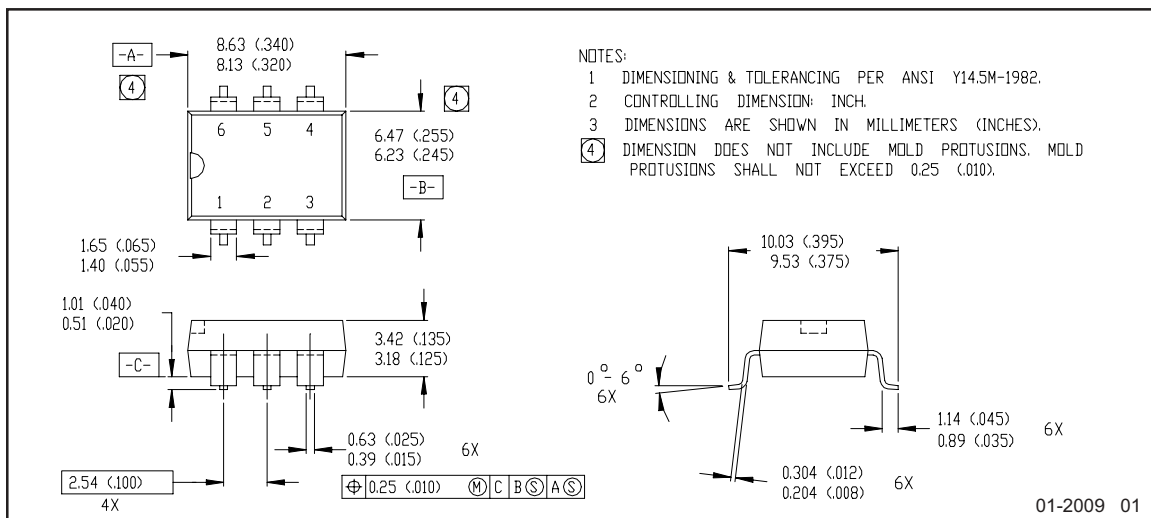 -A-
8.63 (.340)
8.13 (.320)
4
4
6 5 4
1 2 3
6.47 (.255)
6.23 (.245)
-B-
1.65 (.065)
1.40 (.055)
NOTES:
1 DIMENSIONING & TOLERANCING PER ANSI Y14.5M-1982.
2 CONTROLLING DIMENSION: INCH.
3 DIMENSIONS ARE SHOWN IN MILLIMETERS (INCHES).
4 DIMENSION DOES NOT INCLUDE MOLD PROTUSIONS. MOLD
PROTUSIONS SHALL NOT EXCEED 0.25 (.010).
1.01 (.040)
0.51 (.020)
-C-
3.42 (.135)
3.18 (.125)
0.63 (.025)
0.39 (.015)
6X
2.54 (.100)
4X
⌖ 0.25 (.010) Ⓜ C B Ⓢ A Ⓢ
10.03 (.395)
9.53 (.375)
0° - 6°
6X
1.14 (.045)
0.89 (.035)
6X
0.304 (.012)
0.204 (.008)
6X
01-2009 01